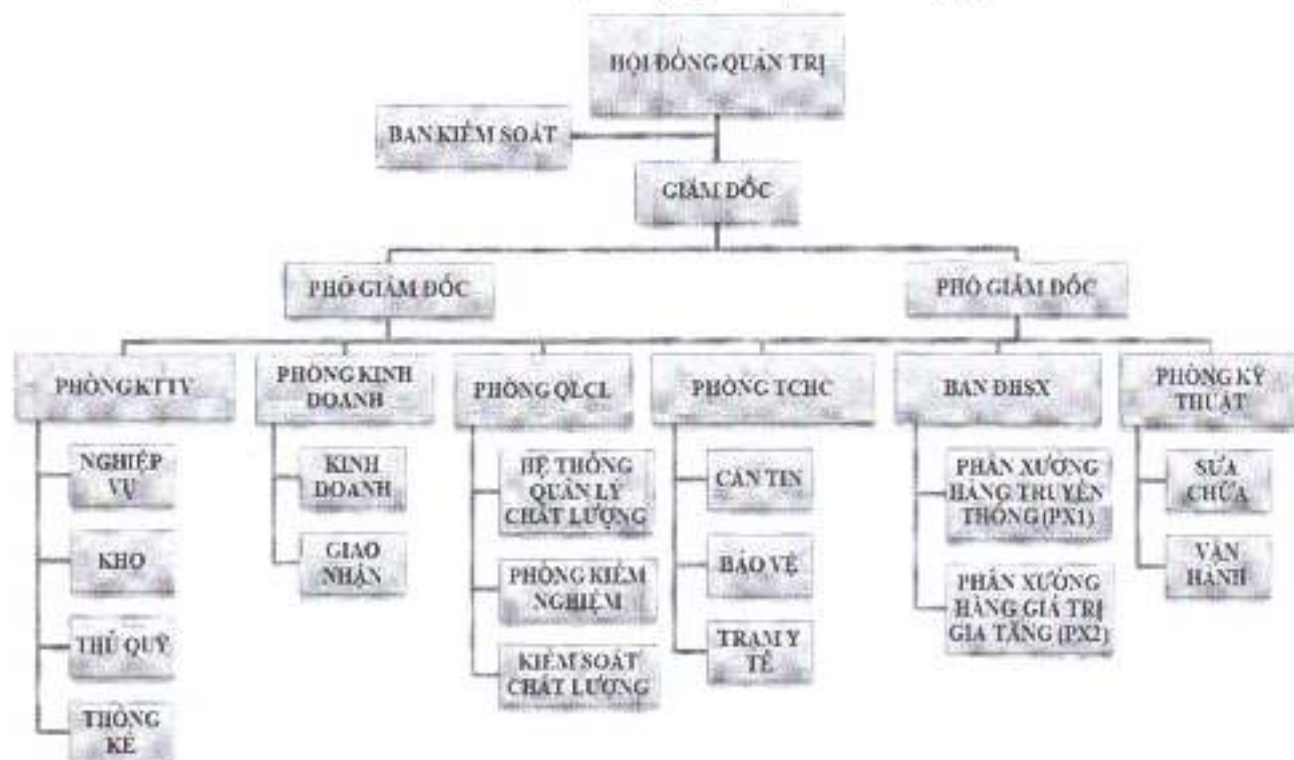 HỘI ĐỒNG QUẢN TRỊ
BAN KIỂM SOÁT
GIÁM ĐỐC
PHÓ GIÁM ĐỐC
PHÓ GIÁM ĐỐC
PHÒNG KTTV
PHÒNG KINH
DOANH
PHÒNG QLCL
PHÒNG TCHC
BAN ĐHSX
PHÒNG KỸ
THUẬT
NGHIỆP
VỤ
KHO
THỦ QUỸ
THỐNG
KÊ
KINH
DOANH
GIAO
NHẬN
HỆ THỐNG
QUẢN LÝ
CHẤT LƯỢNG
PHÒNG KIỂM
NGHIỆM
KIỂM SOÁT
CHẤT LƯỢNG
CĂN TIN
BẢO VỆ
TRẠM Y
TẾ
PHÂN XƯỞNG
HÀNG TRUYỀN
THỐNG (PX1)
PHÂN XƯỞNG
HÀNG GIÁ TRỊ
GIA TĂNG (PX2)
SỬA
CHỮA
VẬN
HÀNH